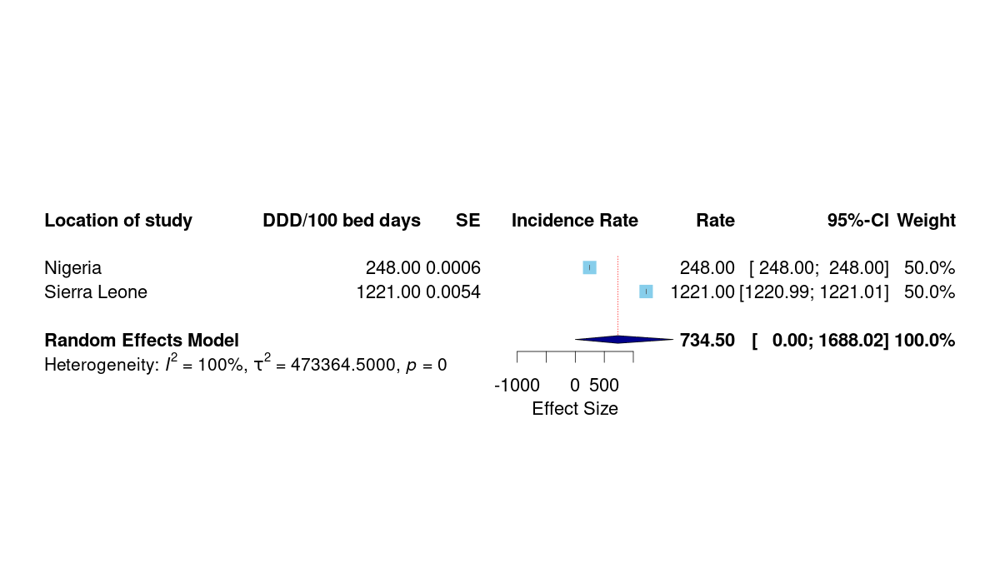 Location of study DDD/100 bed days SE Incidence Rate Rate 95%-CI Weight
Nigeria 248.00 0.0006 248.00 [ 248.00; 248.00] 50.0%
Sierra Leone 1221.00 0.0054 1221.00 [1220.99; 1221.01] 50.0%
Random Effects Model 734.50 [ 0.00; 1688.02] 100.0%
Heterogeneity: I² = 100%, τ² = 473364.5000, p = 0
-1000 0 500
Effect Size